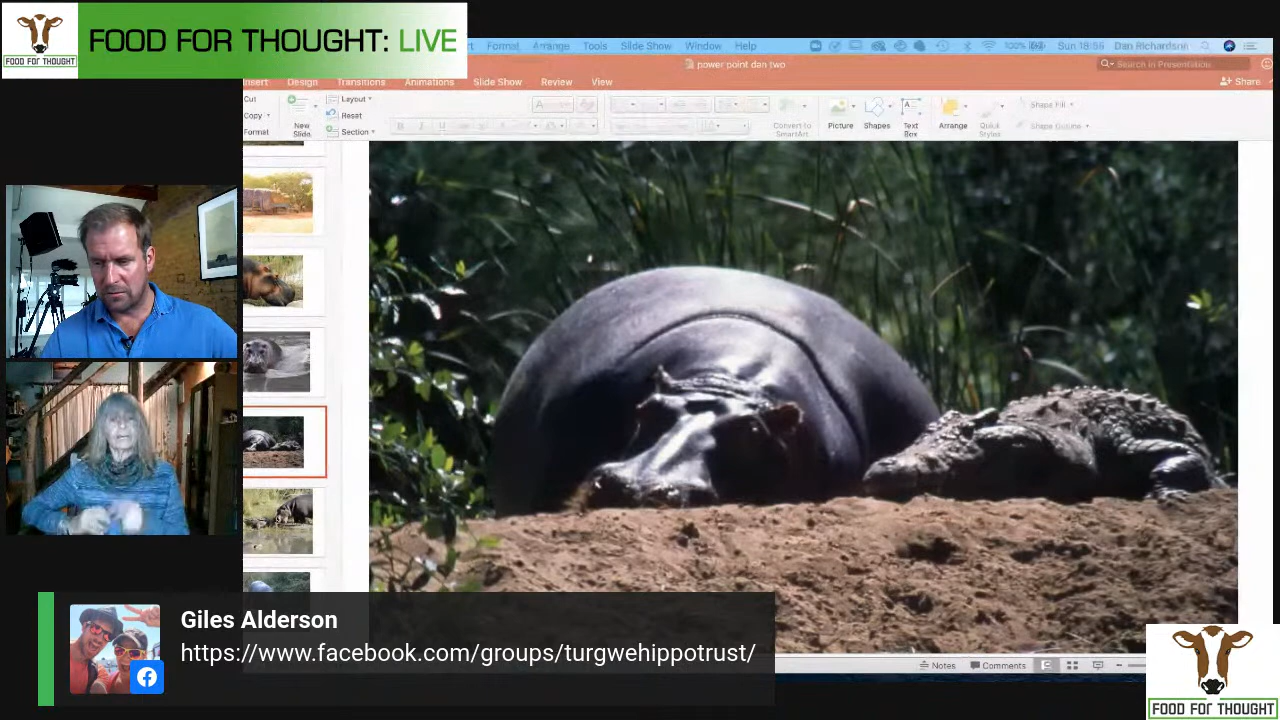 FOOD FOR THOUGHT: LIVE
FOOD FOR THOUGHT
Format Arrange Tools Slide Show Window Help
100% Sun 18:56 Dan Richardson
power point dan two
Search in Presentation
Design Transitions Animations Slide Show Review View
Share
Cut
Copy
Format
New
Slide
Layout
Reset
Section
Convert to
SmartArt
Picture
Shapes
Text
Box
Arrange
Quick
Styles
Shape Fill
Shape Outline
Giles Alderson
https://www.facebook.com/groups/turgwehippotrust/
Notes Comments
FOOD FOR THOUGHT